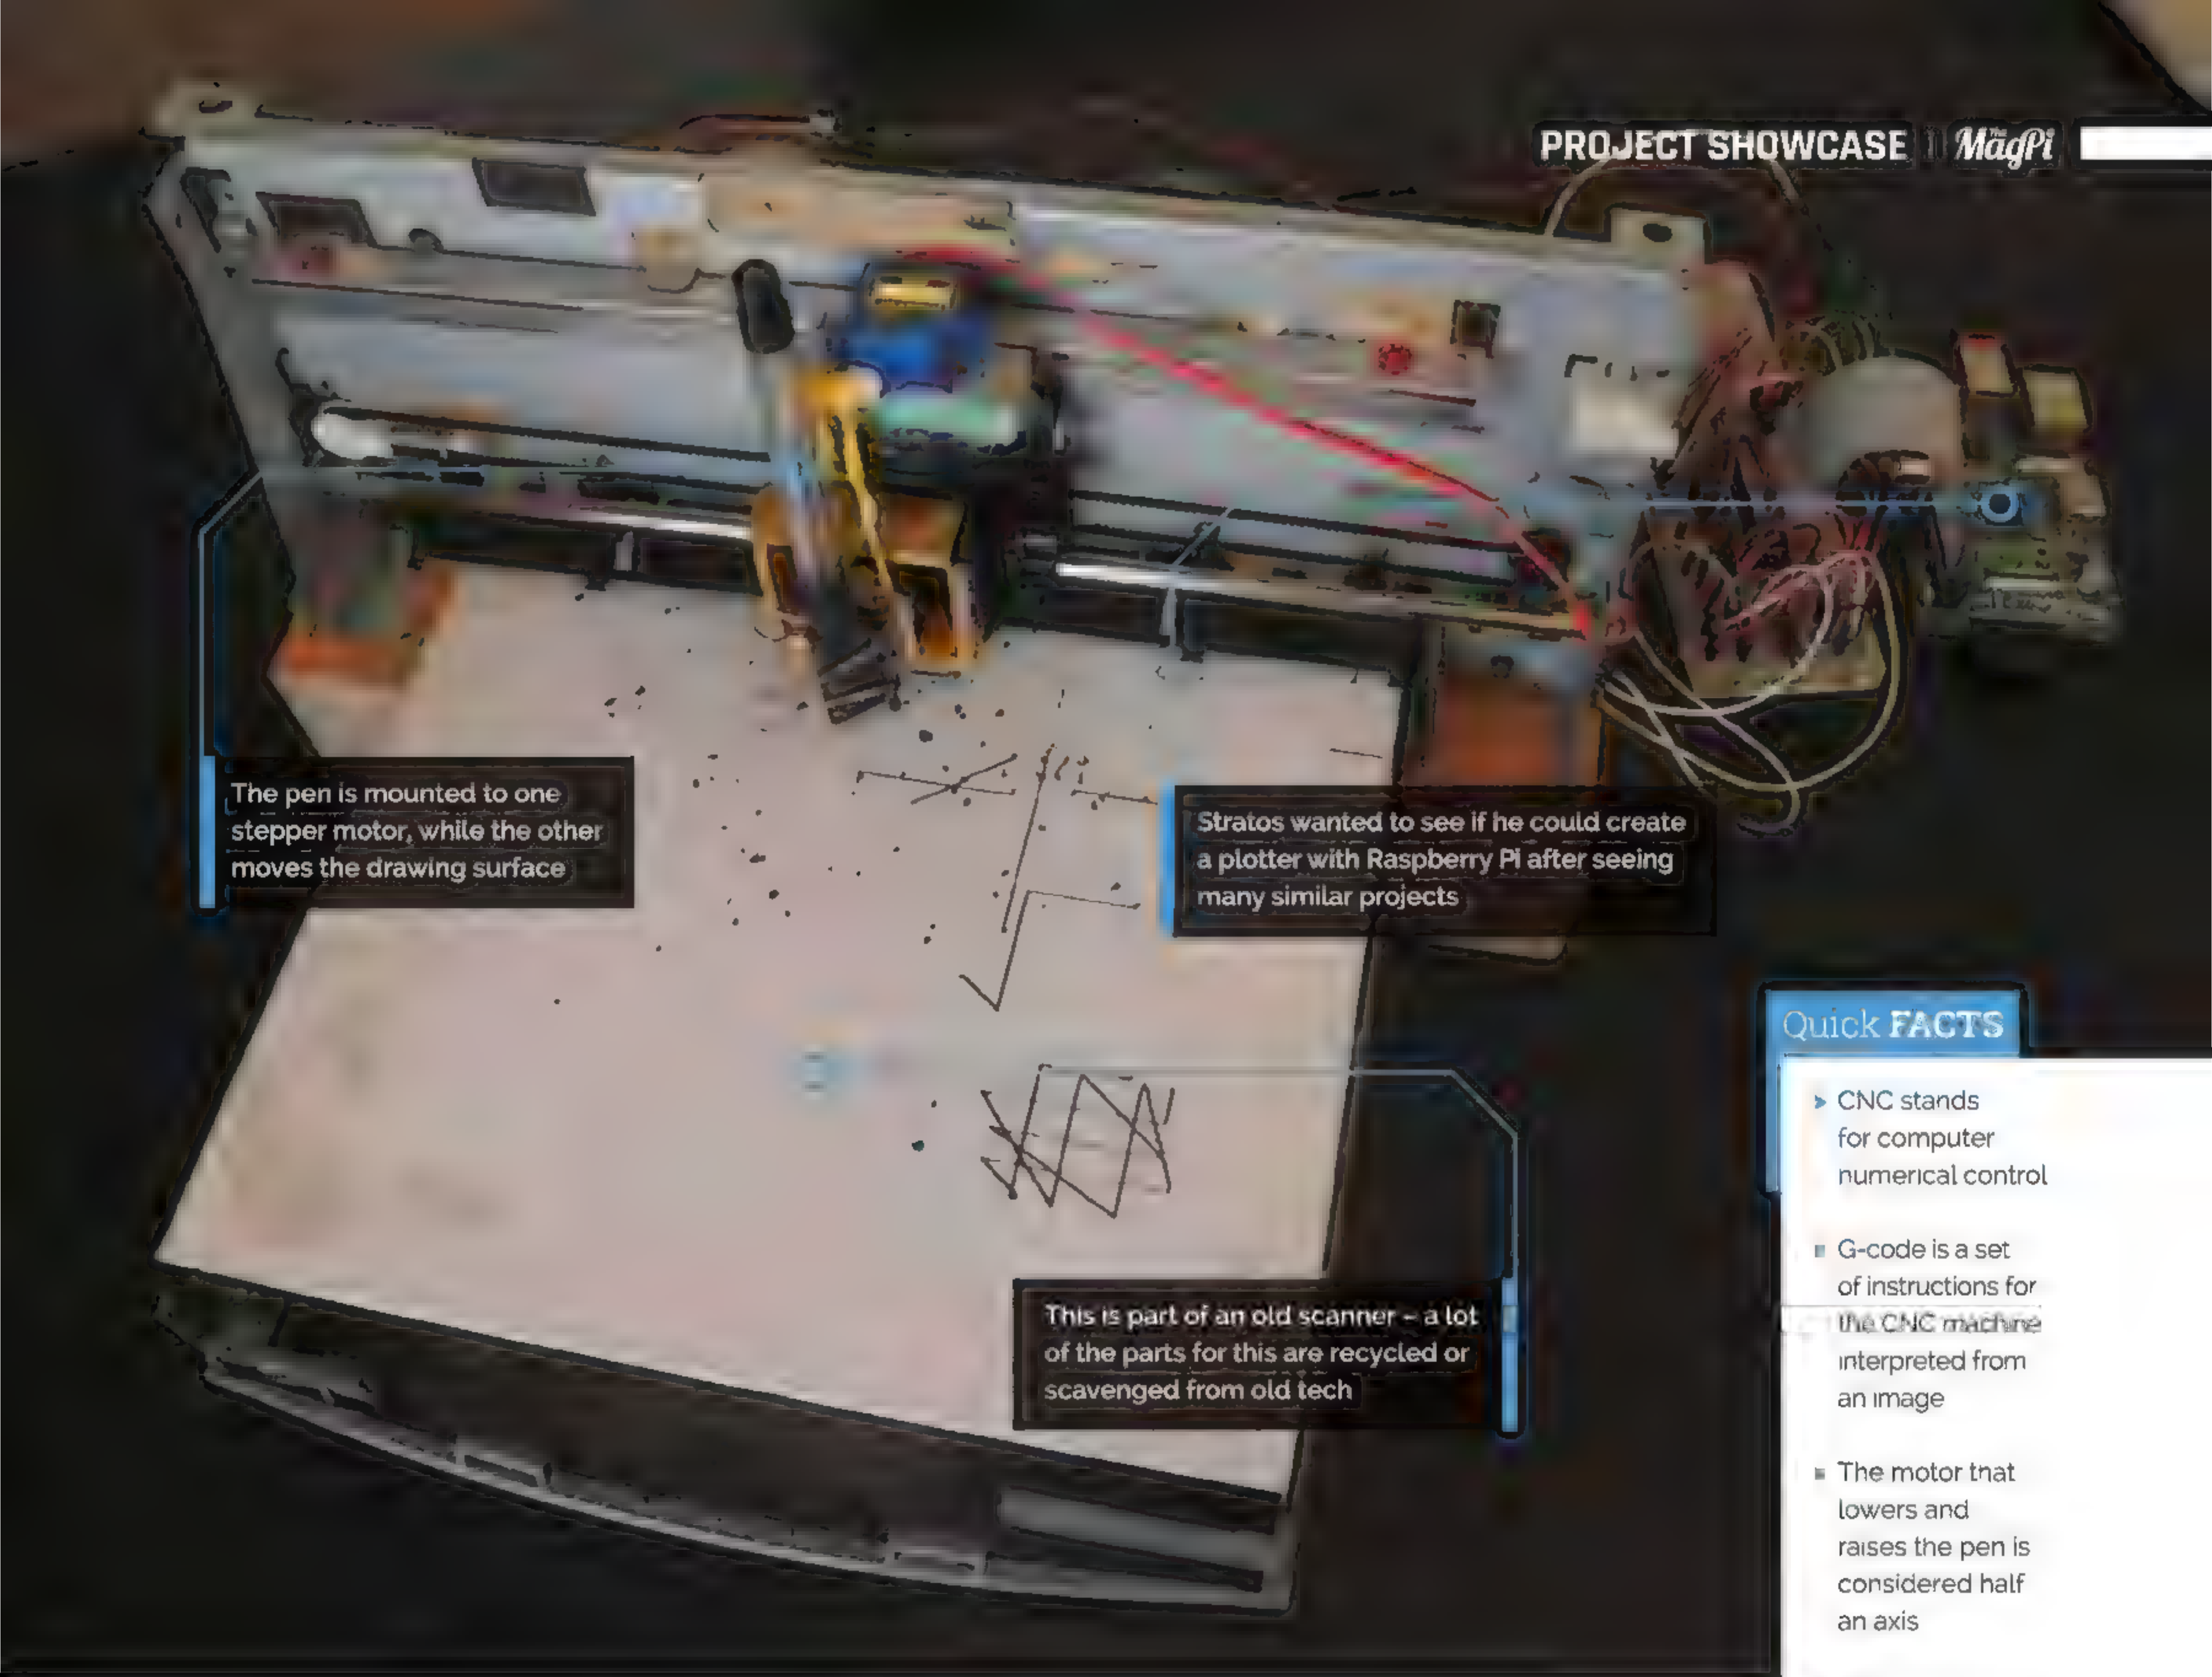 PROJECT SHOWCASE
The MagPi
The pen is mounted to one
stepper motor, while the other
moves the drawing surface
Stratos wanted to see if he could create
a plotter with Raspberry Pi after seeing
many similar projects
This is part of an old scanner – a lot
of the parts for this are recycled or
scavenged from old tech
Quick FACTS
CNC stands
for computer
numerical control
G-code is a set
of instructions for
the CNC machine
interpreted from
an image
The motor that
lowers and
raises the pen is
considered half
an axis